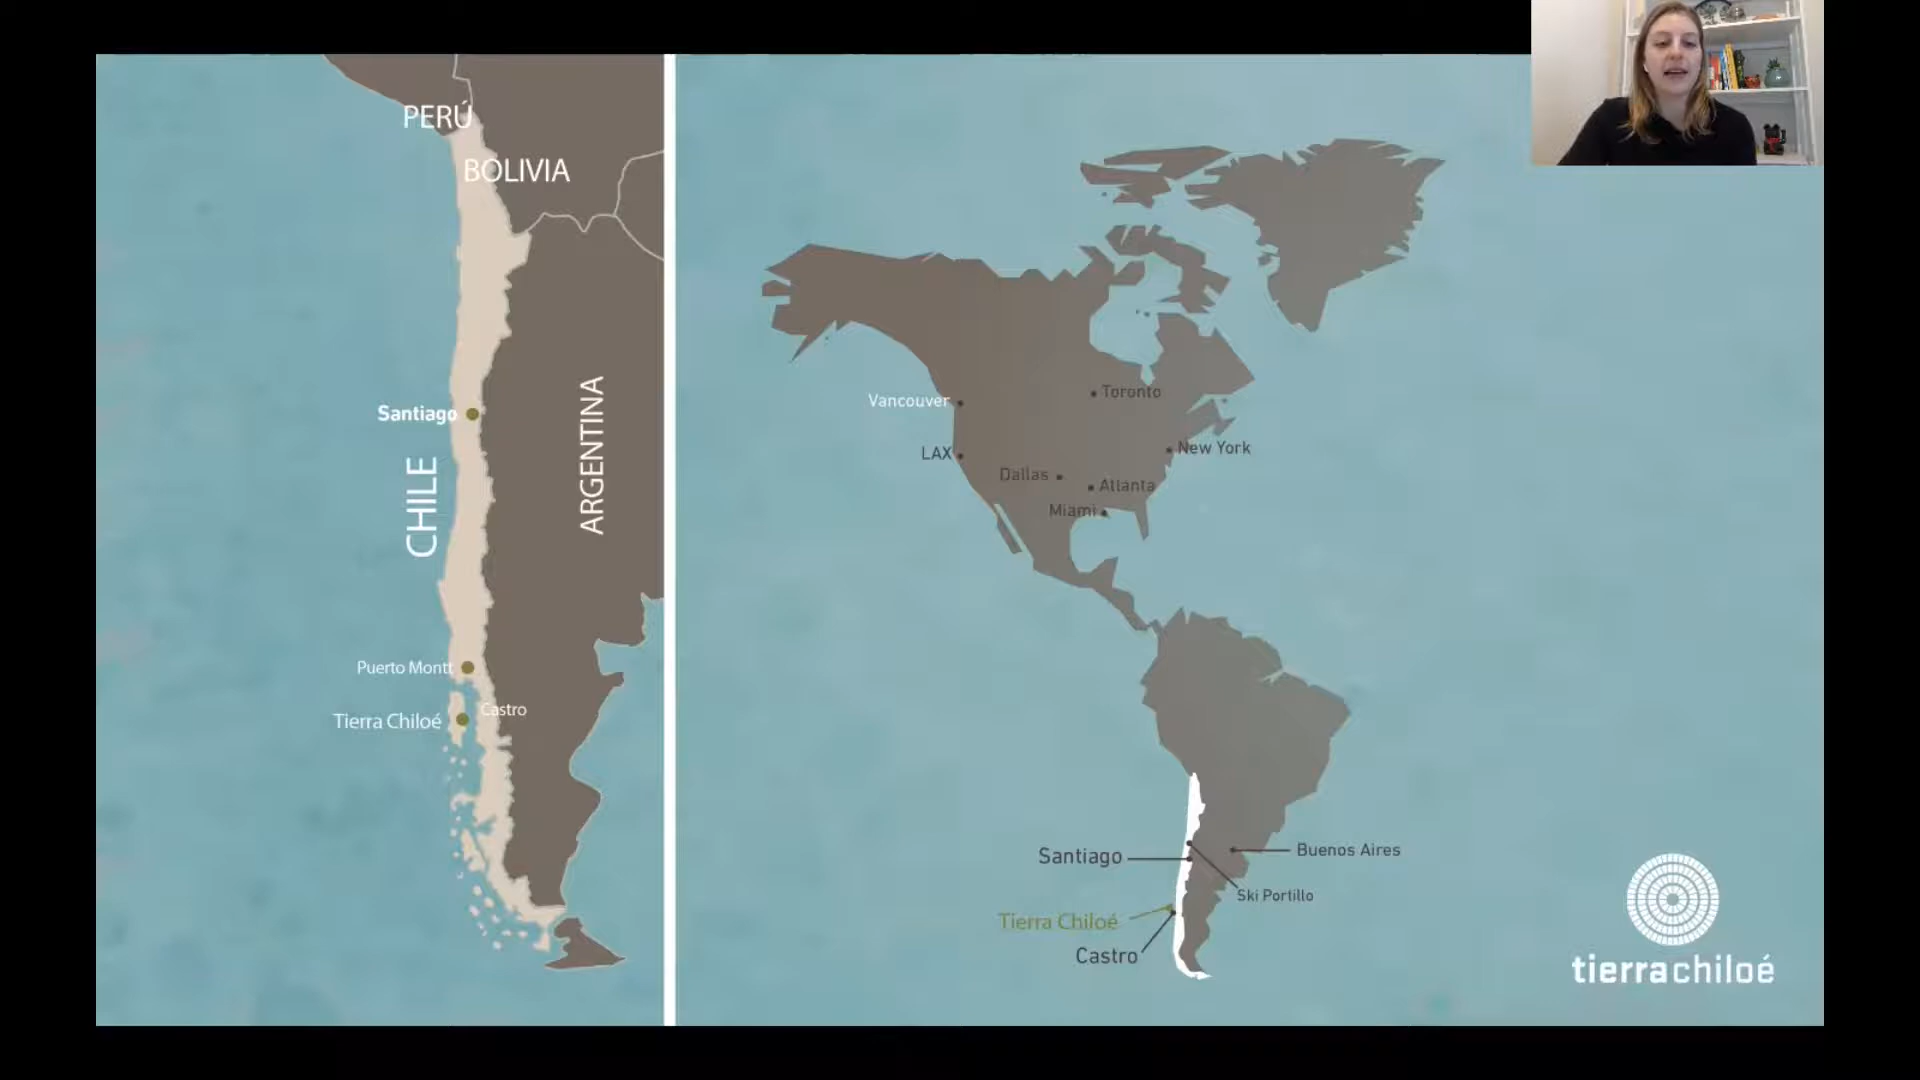 PERÚ
BOLIVIA
Santiago
CHILE
ARGENTINA
Puerto Montt
Castro
Tierra Chiloé
Vancouver
Toronto
LAX
New York
Dallas
Atlanta
Miami
Santiago
Buenos Aires
Ski Portillo
Tierra Chiloé
Castro
tierrachiloé